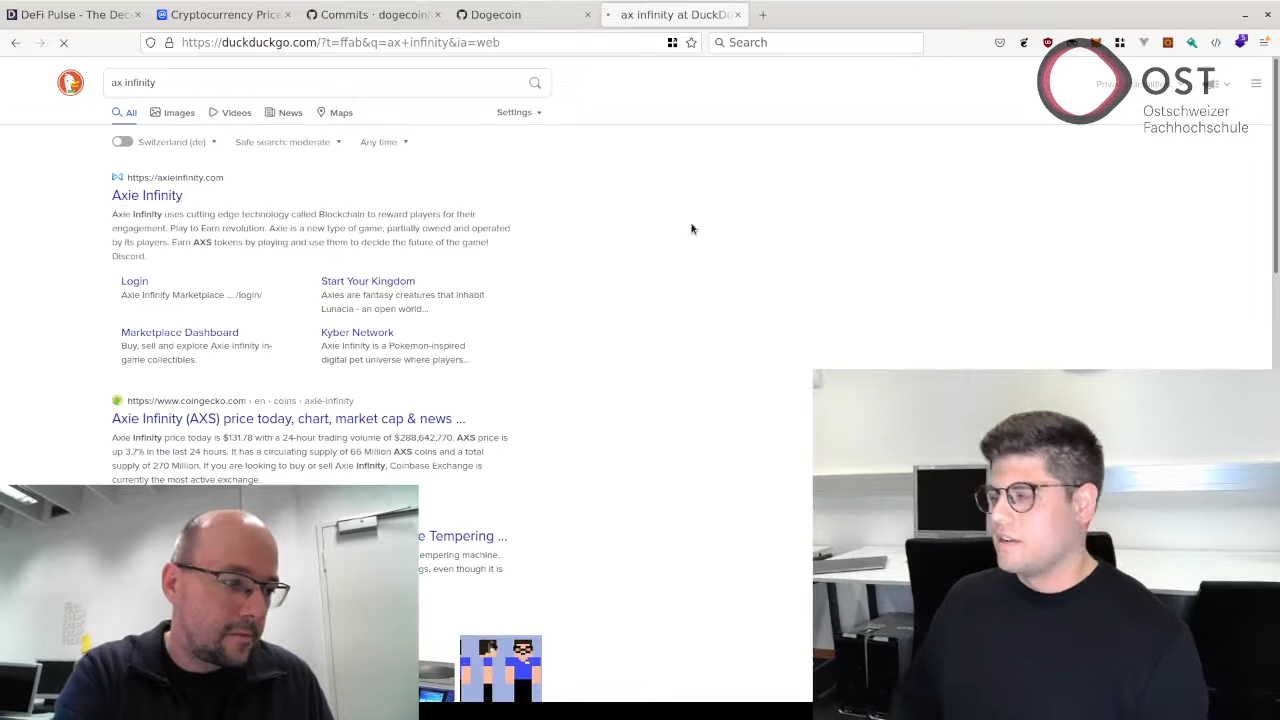 DeFi Pulse - The Dec
Cryptocurrency Price
Commits · dogecoin/
Dogecoin
ax infinity at DuckDu
https://duckduckgo.com/?t=ffab&q=ax+infinity&ia=web
Search
ax infinity
OST
Ostschweizer
Fachhochschule
All
Images
Videos
News
Maps
Settings
Switzerland (de)
Safe search: moderate
Any time
https://axieinfinity.com
Axie Infinity
Axie Infinity uses cutting edge technology called Blockchain to reward players for their
engagement. Play to Earn revolution. Axie is a new type of game, partially owned and operated
by its players. Earn AXS tokens by playing and use them to decide the future of the game!
Discord.
Login
Axie Infinity Marketplace ... /login/
Start Your Kingdom
Axies are fantasy creatures that inhabit
Lunacia - an open world...
Marketplace Dashboard
Buy, sell and explore Axie Infinity in-
game collectibles.
Kyber Network
Axie Infinity is a Pokemon-inspired
digital pet universe where players...
https://www.coingecko.com › en › coins › axie-infinity
Axie Infinity (AXS) price today, chart, market cap & news ...
Axie Infinity price today is $131.78 with a 24-hour trading volume of $288,642,770. AXS price is
up 3.7% in the last 24 hours. It has a circulating supply of 66 Million AXS coins and a total
supply of 270 Million. If you are looking to buy or sell Axie Infinity, Coinbase Exchange is
currently the most active exchange.
e Tempering ...
empering machine.
gs, even though it is